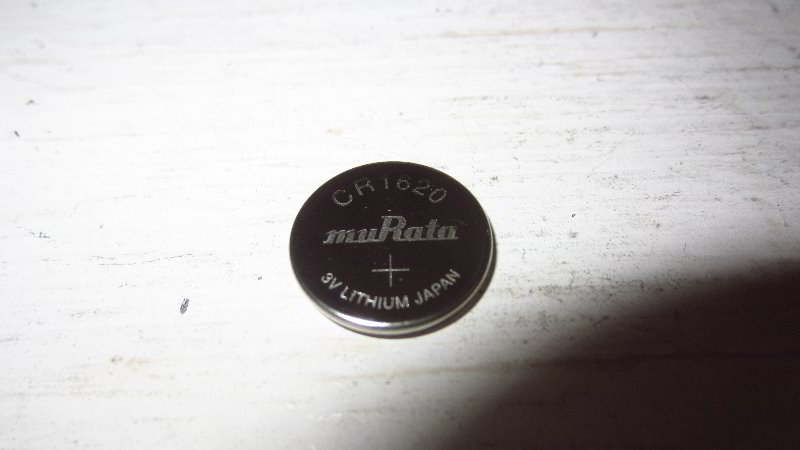 CR1620
muRata
+
3V LITHIUM JAPAN